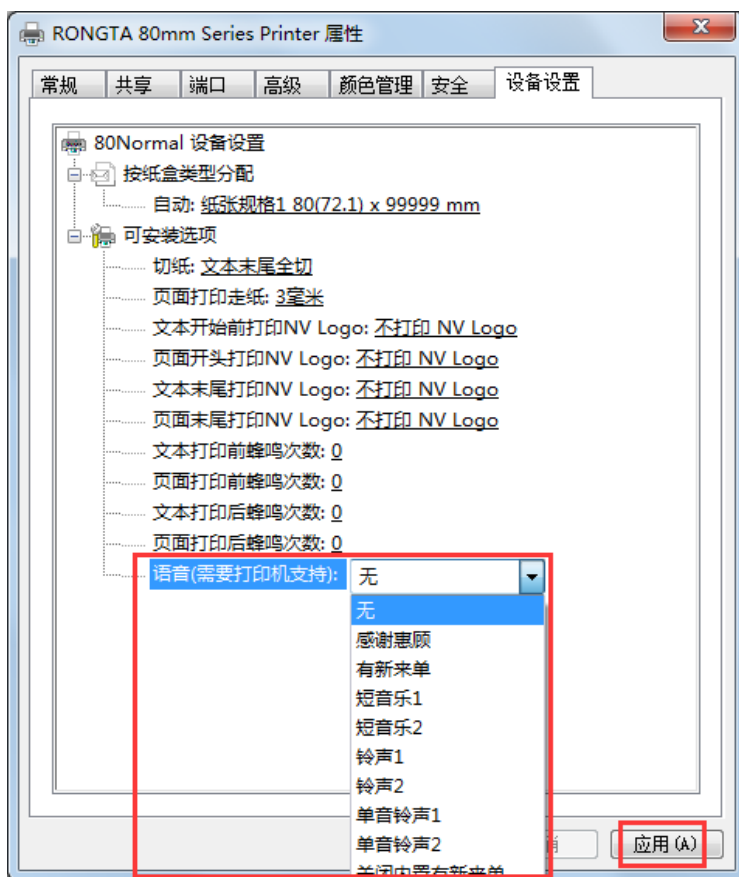 RONGTA 80mm Series Printer 属性
常规 共享 端口 高级 颜色管理 安全 设备设置
80Normal 设备设置
按纸盒类型分配
自动: 纸张规格1 80(72.1) x 99999 mm
可安装选项
切纸: 文本末尾全切
页面打印走纸: 3毫米
文本开始前打印NV Logo: 不打印 NV Logo
页面开头打印NV Logo: 不打印 NV Logo
文本末尾打印NV Logo: 不打印 NV Logo
页面末尾打印NV Logo: 不打印 NV Logo
文本打印前蜂鸣次数: 0
页面打印前蜂鸣次数: 0
文本打印后蜂鸣次数: 0
页面打印后蜂鸣次数: 0
语音(需要打印机支持): 无
无
感谢惠顾
有新来单
短音乐1
短音乐2
铃声1
铃声2
单音铃声1
单音铃声2
应用(A)
关闭内置有新来单